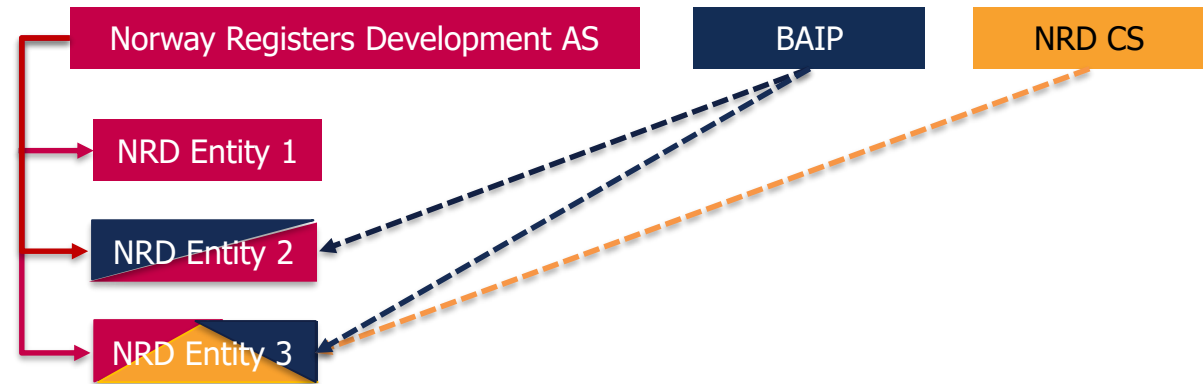 Norway Registers Development AS
BAIP
NRD CS
NRD Entity 1
NRD Entity 2
NRD Entity 3